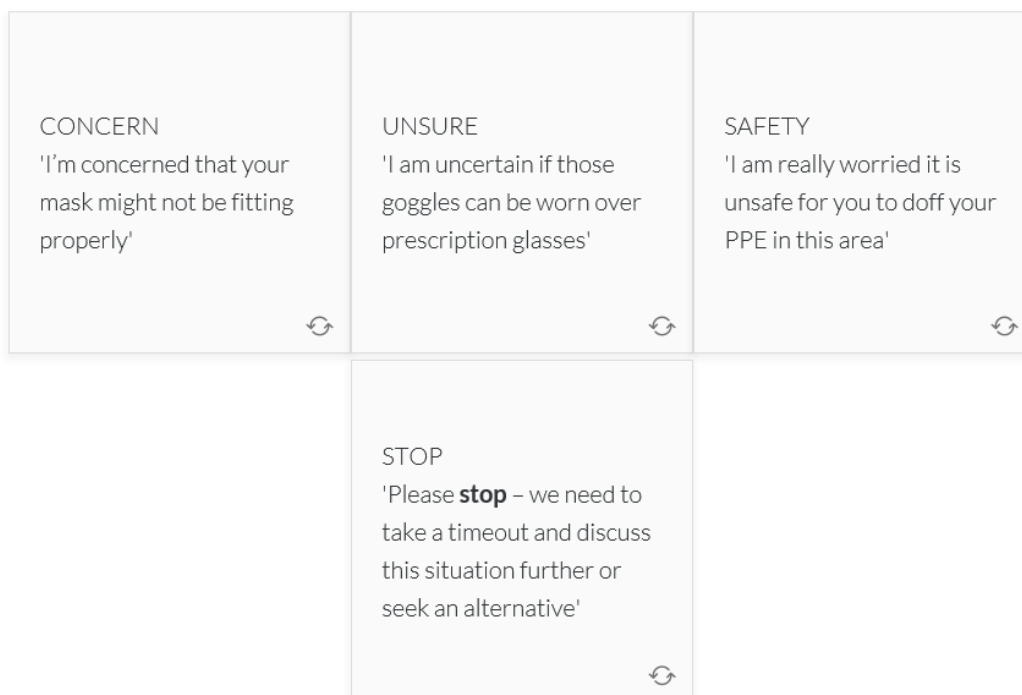 CONCERN
'I’m concerned that your
mask might not be fitting
properly'
UNSURE
'I am uncertain if those
goggles can be worn over
prescription glasses'
SAFETY
'I am really worried it is
unsafe for you to doff your
PPE in this area'
STOP
'Please stop – we need to
take a timeout and discuss
this situation further or
seek an alternative'